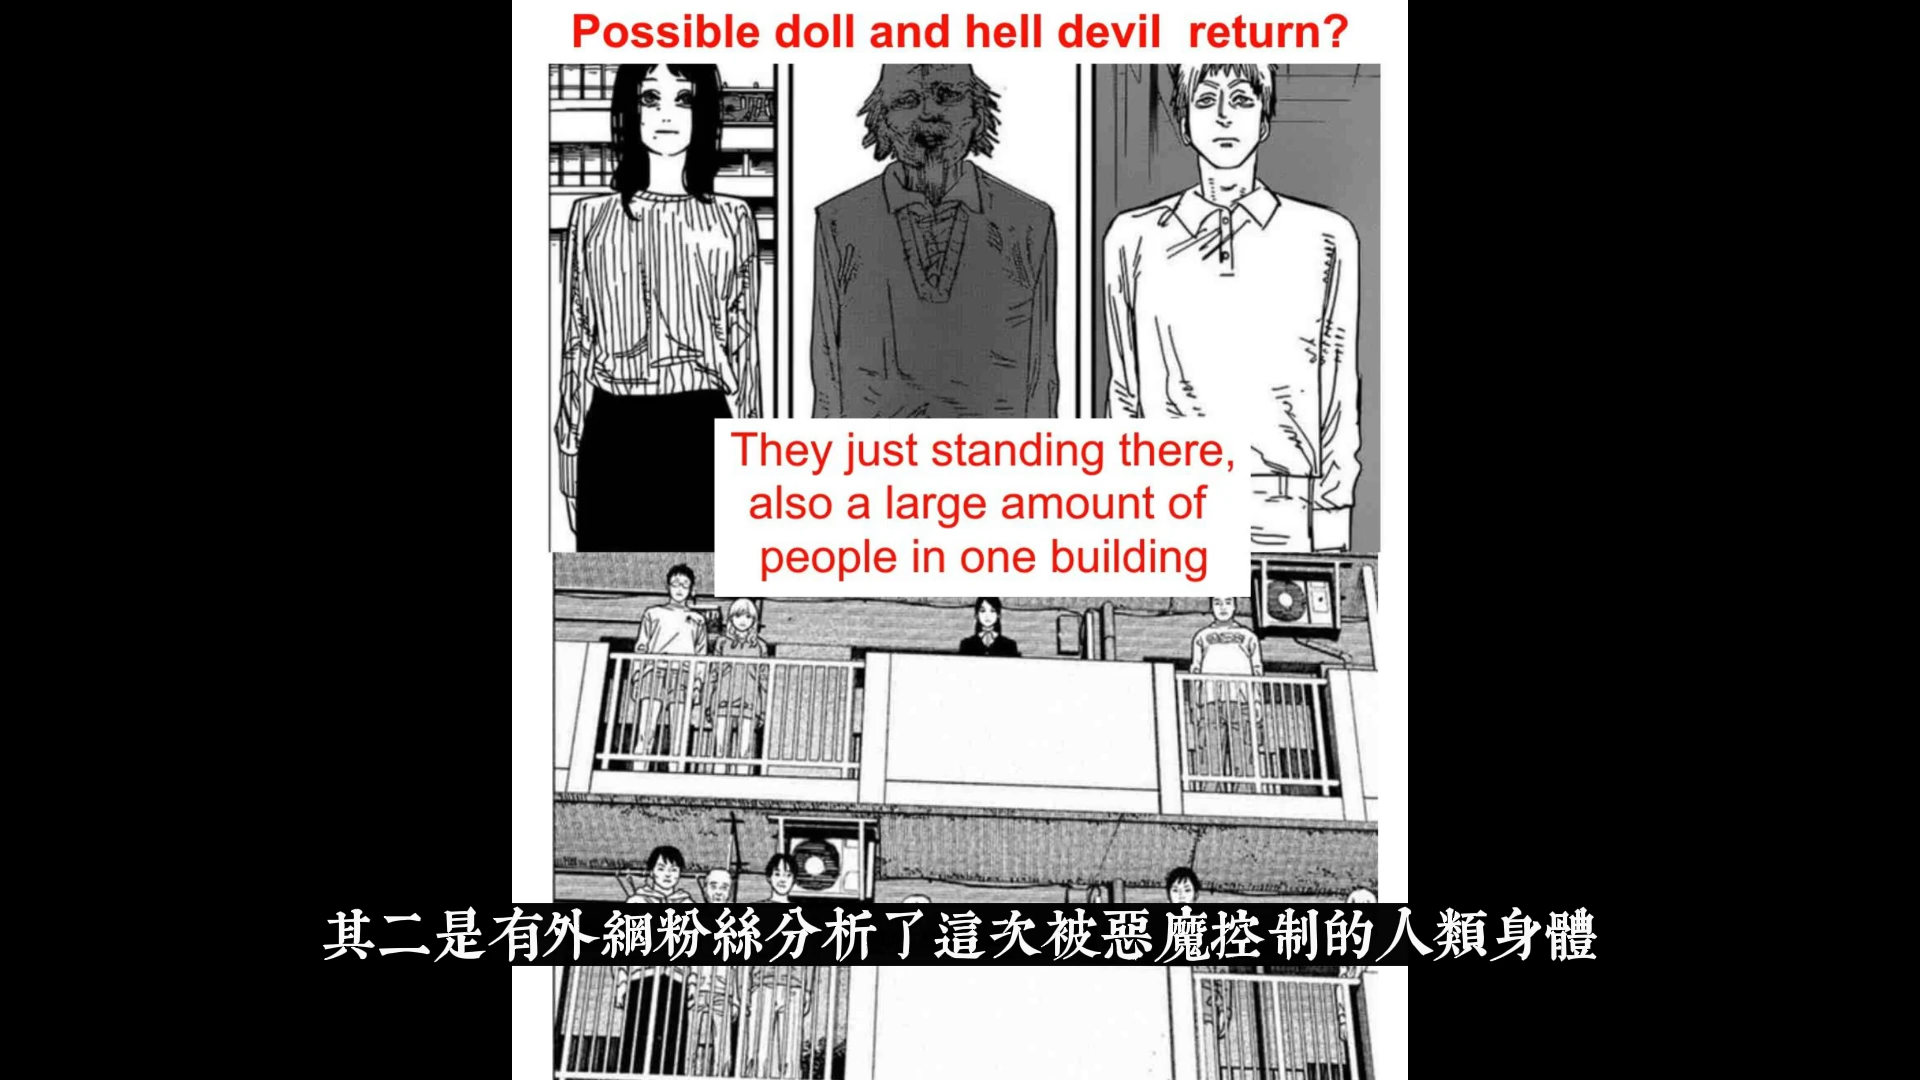 Possible doll and hell devil return?
They just standing there,
also a large amount of
people in one building
其二是有外網粉絲分析了這次被惡魔控制的人類身體